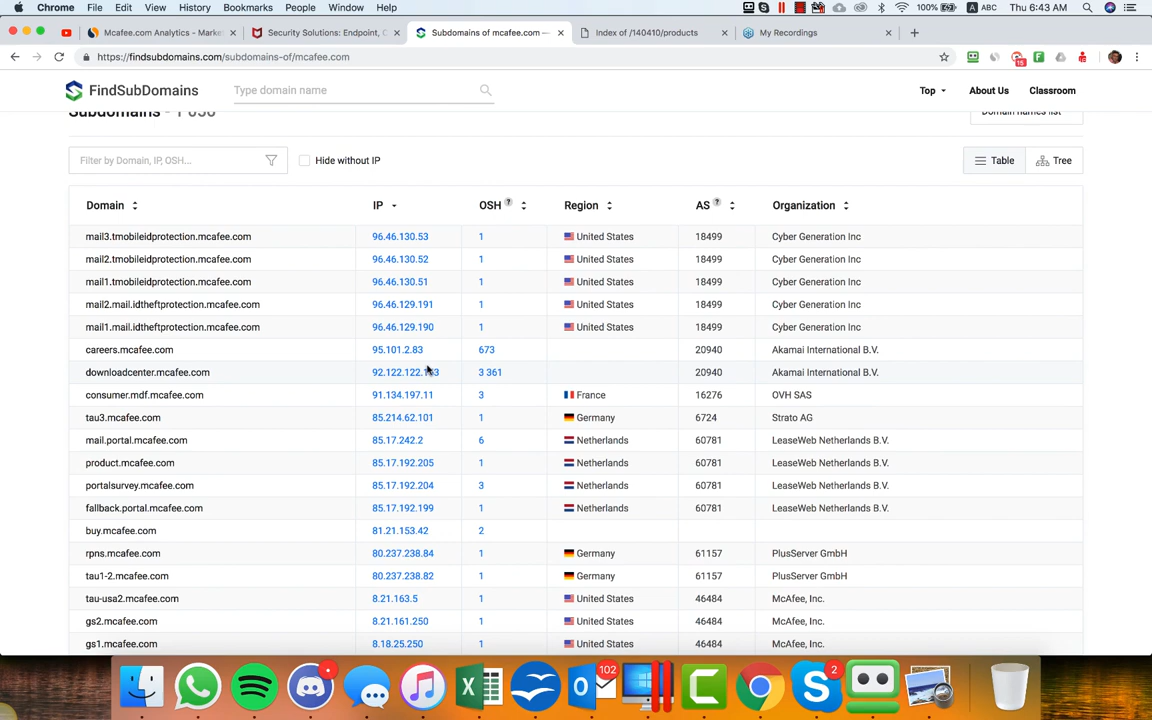 Chrome File Edit View History Bookmarks People Window Help 100% ABC Thu 6:43 AM
Mcafee.com Analytics - Marke Security Solutions: Endpoint, C Subdomains of mcafee.com — Index of /140410/products My Recordings
https://findsubdomains.com/subdomains-of/mcafee.com 15
FindSubDomains Type domain name Top About Us Classroom
Subdomains - 1 036 Domain names list
Filter by Domain, IP, OSH... Hide without IP Table Tree
Domain IP OSH ? Region AS ? Organization
mail3.tmobileidprotection.mcafee.com 96.46.130.53 1 United States 18499 Cyber Generation Inc
mail2.tmobileidprotection.mcafee.com 96.46.130.52 1 United States 18499 Cyber Generation Inc
mail1.tmobileidprotection.mcafee.com 96.46.130.51 1 United States 18499 Cyber Generation Inc
mail2.mail.idtheftprotection.mcafee.com 96.46.129.191 1 United States 18499 Cyber Generation Inc
mail1.mail.idtheftprotection.mcafee.com 96.46.129.190 1 United States 18499 Cyber Generation Inc
careers.mcafee.com 95.101.2.83 673 20940 Akamai International B.V.
downloadcenter.mcafee.com 3 361 20940 Akamai International B.V.
consumer.mdf.mcafee.com 91.134.197.11 3 France 16276 OVH SAS
tau3.mcafee.com 85.214.62.101 1 Germany 6724 Strato AG
mail.portal.mcafee.com 85.17.242.2 6 Netherlands 60781 LeaseWeb Netherlands B.V.
product.mcafee.com 85.17.192.205 1 Netherlands 60781 LeaseWeb Netherlands B.V.
portalsurvey.mcafee.com 85.17.192.204 3 Netherlands 60781 LeaseWeb Netherlands B.V.
fallback.portal.mcafee.com 85.17.192.199 1 Netherlands 60781 LeaseWeb Netherlands B.V.
buy.mcafee.com 81.21.153.42 2
rpns.mcafee.com 80.237.238.84 1 Germany 61157 PlusServer GmbH
tau1-2.mcafee.com 80.237.238.82 1 Germany 61157 PlusServer GmbH
tau-usa2.mcafee.com 8.21.163.5 1 United States 46484 McAfee, Inc.
gs2.mcafee.com 8.21.161.250 1 United States 46484 McAfee, Inc.
gs1.mcafee.com 8.18.25.250 1 United States 46484 McAfee, Inc.
102 2